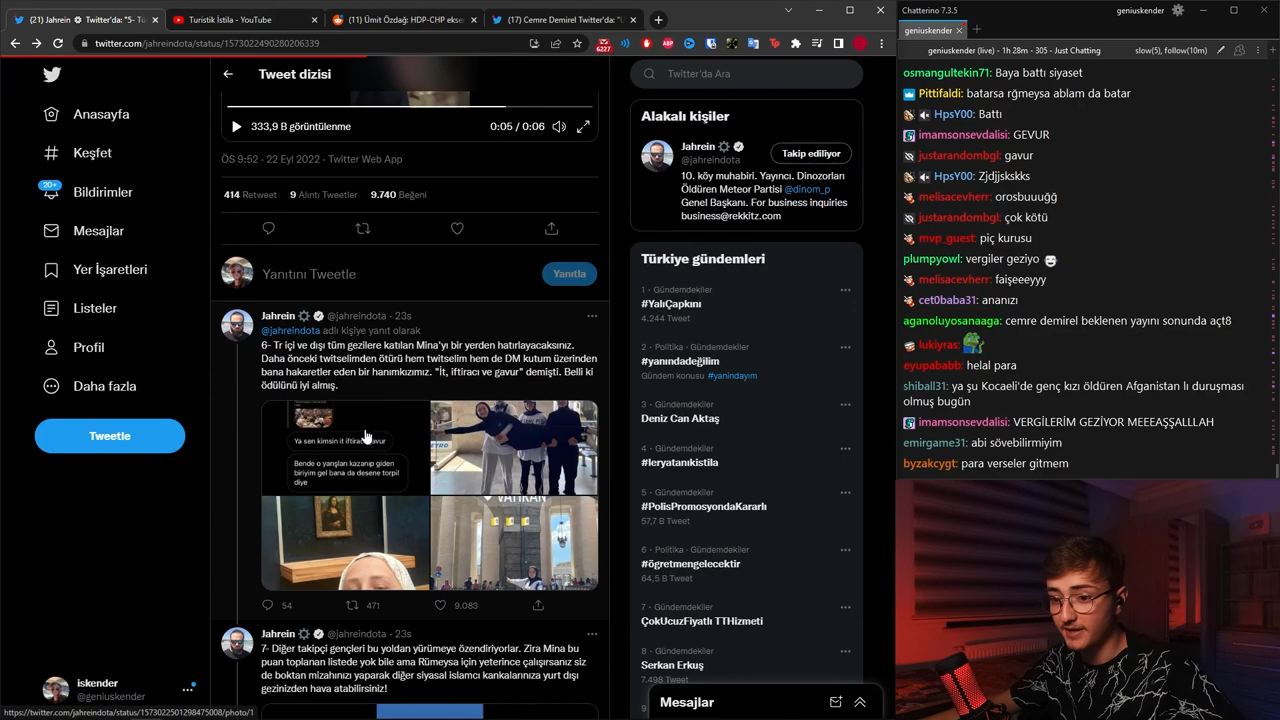 (21) Jahrein Twitter'da: "5- T
Turistik İstila - YouTube
(11) Ümit Özdağ: HDP-CHP ekse
(17) Cemre Demirel Twitter'da: "U
twitter.com/jahreindota/status/1573022490280206339
6227
Anasayfa
Keşfet
20+
Bildirimler
Mesajlar
Yer İşaretleri
Listeler
Profil
Daha fazla
Tweetle
iskender
@geniuskender
https://twitter.com/jahreindota/status/1573022501298475008/photo/1
Tweet dizisi
333,9 B görüntülenme
0:05 / 0:06
ÖS 9:52 · 22 Eyl 2022 · Twitter Web App
414 Retweet 9 Alıntı Tweetler 9.740 Beğeni
Yanıtını Tweetle
Yanıtla
Jahrein @jahreindota · 23s
@jahreindota adlı kişiye yanıt olarak
6- Tr içi ve dışı tüm gezilere katılan Mina'yı bir yerden hatırlayacaksınız.
Daha önceki twitselimden ötürü hem twitselim hem de DM kutum üzerinden
bana hakaretler eden bir hanımkızımız. "İt, iftiracı ve gavur" demişti. Belli ki
ödülünü iyi almış.
Ya sen kimsin it iftiracı gavur
Bende o yarışları kazanıp giden
biriyim gel bana da desene torpil
diye
VATİKAN
54 471 9.083
Jahrein @jahreindota · 23s
7- Diğer takipçi gençleri bu yoldan yürümeye özendiriyorlar. Zira Mina bu
puan toplanan listede yok bile ama Rümeysa için yeterince çalışırsanız siz
de boktan mizahınızı yaparak diğer siyasal islamcı kankalarınıza yurt dışı
gezinizden hava atabilirsiniz!
Twitter'da Ara
Alakalı kişiler
Jahrein
@jahreindota
Takip ediliyor
10. köy muhabiri. Yayıncı. Dinozorları
Öldüren Meteor Partisi @dinom_p
Genel Başkanı. For business inquiries
business@rekkitz.com
Türkiye gündemleri
1 · Gündemdekiler
#YalıÇapkını
4.244 Tweet
2 · Politika · Gündemdekiler
#yanındadeğilim
Gündem konusu #yanindayim
3 · Gündemdekiler
Deniz Can Aktaş
4 · Gündemdekiler
#leryatanıkistila
5 · Gündemdekiler
#PolisPromosyondaKararlı
57,7 B Tweet
6 · Politika · Gündemdekiler
#ögretmengelecektir
64,5 B Tweet
7 · Gündemdekiler
ÇokUcuzFiyatlı TTHizmeti
8 · Gündemdekiler
Serkan Erkuş
7.498 Tweet
Mesajlar
Chatterino 7.3.5
geniuskender
geniuskender
geniuskender (live) - 1h 28m - 305 - Just Chatting
slow(5), follow(10m)
osmangultekin71: Baya battı siyaset
Pittifaldi: batarsa rğmeysa ablam da batar
HpsY00: Battı
imamsonsevdalisi: GEVUR
justarandombgl: gavur
HpsY00: Zjdjjskskks
melisacevherr: orosbuuuğğ
justarandombgl: çok kötü
mvp_guest: piç kurusu
plumpyowl: vergiler geziyo
melisacevherr: faişeeeyyy
cet0baba31: ananızı
aganoluyosanaaga: cemre demirel beklenen yayını sonunda açt8
lukiyras:
eyupababb: helal para
shiball31: ya şu Kocaeli'de genç kızı öldüren Afganistan lı duruşması
olmuş bugün
imamsonsevdalisi: VERGİLERİM GEZİYOR MEEEAŞŞALLLAH
emirgame31: abi sövebilirmiyim
byzakcygt: para verseler gitmem